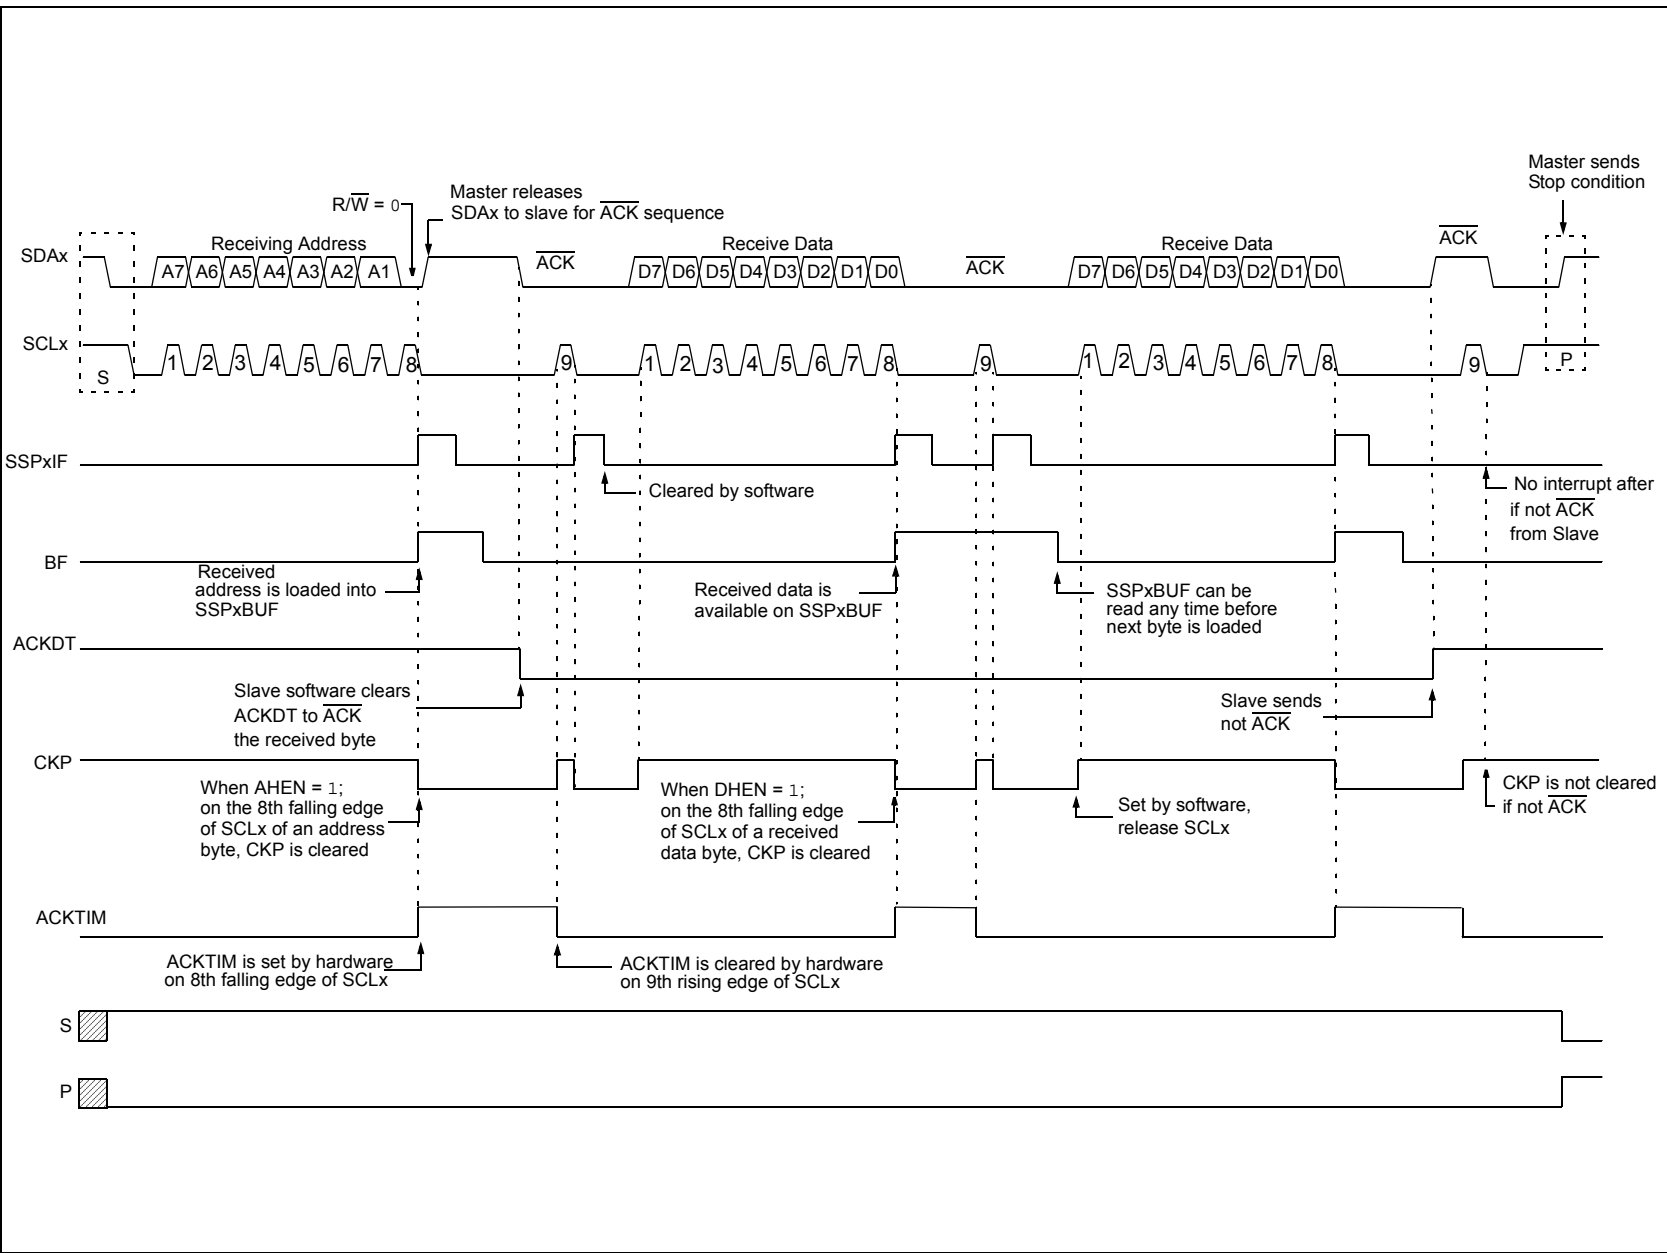 Master sends
Stop condition
R/W̅ = 0
Master releases
SDAx to slave for A̅C̅K̅ sequence
SDAx
Receiving Address
A7 A6 A5 A4 A3 A2 A1
A̅C̅K̅
Receive Data
D7 D6 D5 D4 D3 D2 D1 D0
A̅C̅K̅
Receive Data
D7 D6 D5 D4 D3 D2 D1 D0
A̅C̅K̅
SCLx
S
1 2 3 4 5 6 7 8 9
1 2 3 4 5 6 7 8 9
1 2 3 4 5 6 7 8 9
P
SSPxIF
Cleared by software
No interrupt after
if not A̅C̅K̅
from Slave
BF
Received
address is loaded into
SSPxBUF
Received data is
available on SSPxBUF
SSPxBUF can be
read any time before
next byte is loaded
ACKDT
Slave software clears
ACKDT to A̅C̅K̅
the received byte
Slave sends
not A̅C̅K̅
CKP
When AHEN = 1;
on the 8th falling edge
of SCLx of an address
byte, CKP is cleared
When DHEN = 1;
on the 8th falling edge
of SCLx of a received
data byte, CKP is cleared
Set by software,
release SCLx
CKP is not cleared
if not A̅C̅K̅
ACKTIM
ACKTIM is set by hardware
on 8th falling edge of SCLx
ACKTIM is cleared by hardware
on 9th rising edge of SCLx
S
P